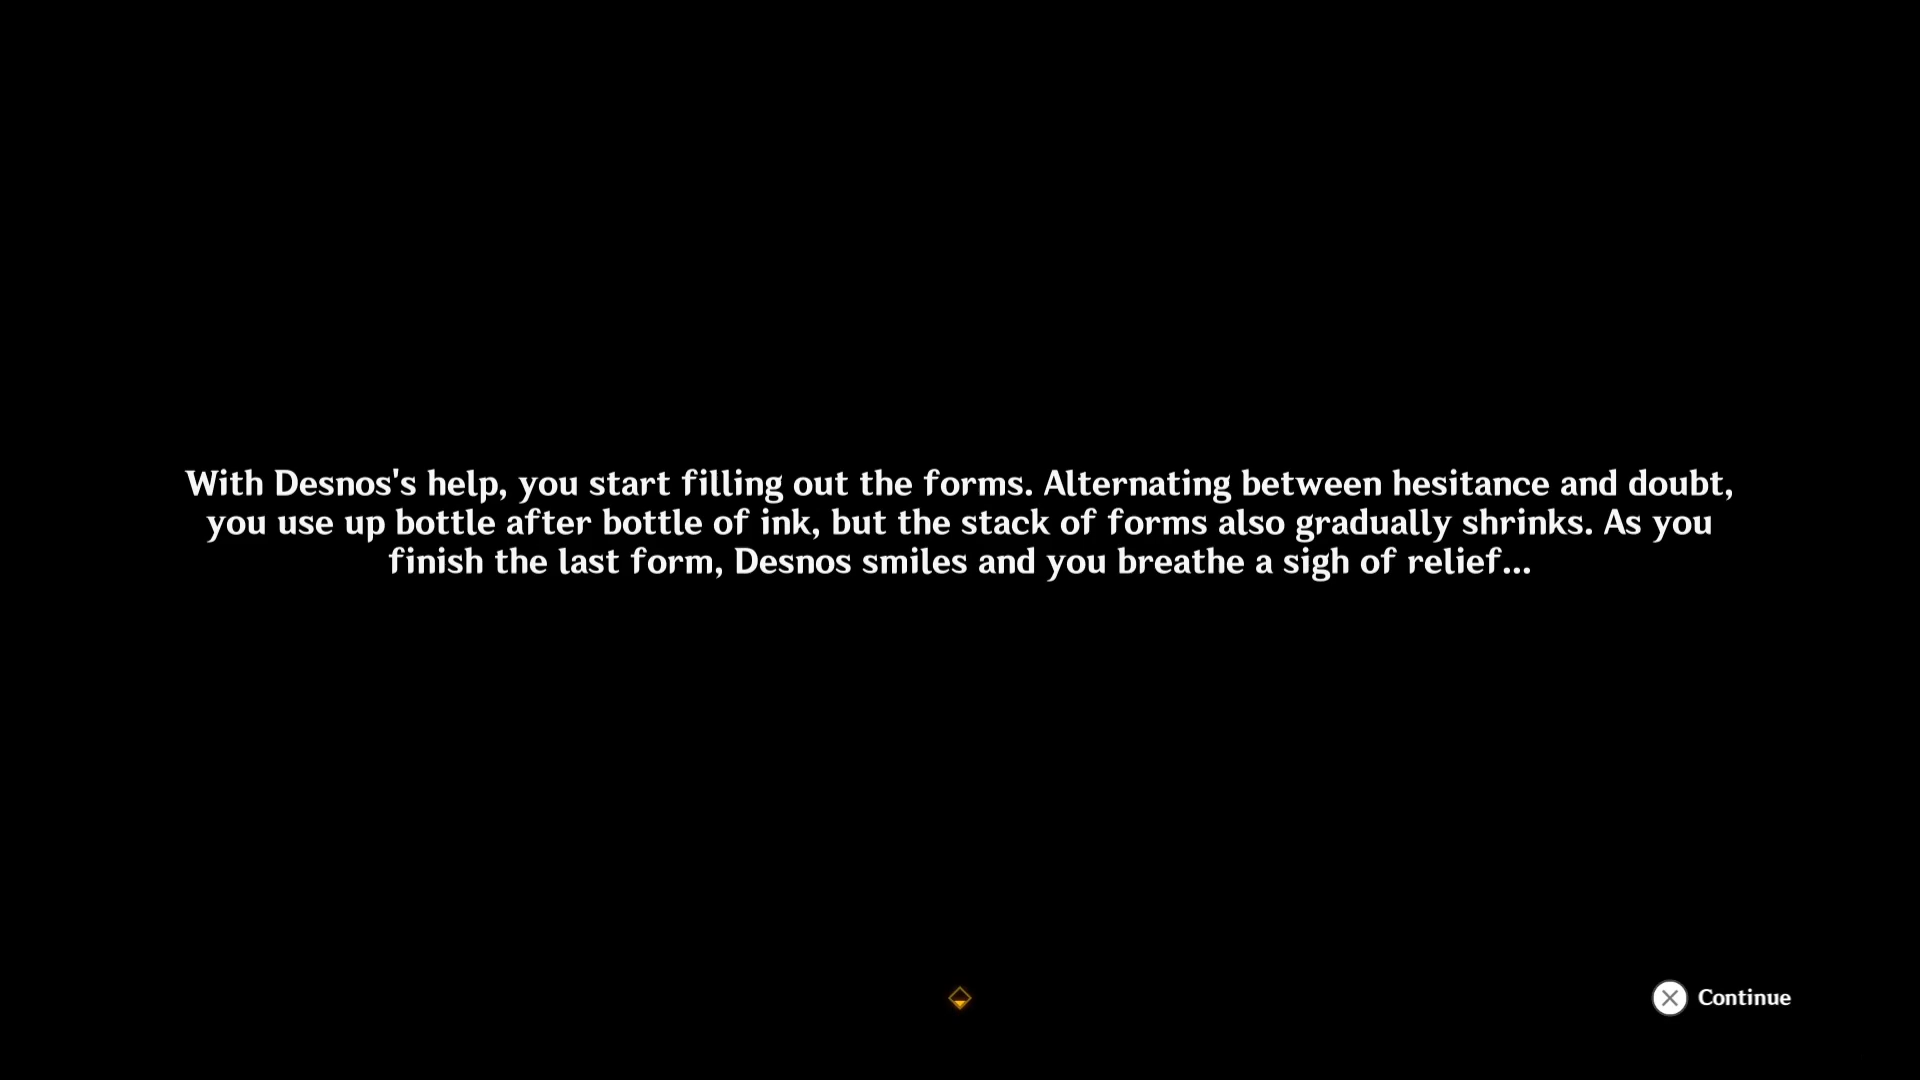 With Desnos's help, you start filling out the forms. Alternating between hesitance and doubt,
you use up bottle after bottle of ink, but the stack of forms also gradually shrinks. As you
finish the last form, Desnos smiles and you breathe a sigh of relief...
Continue